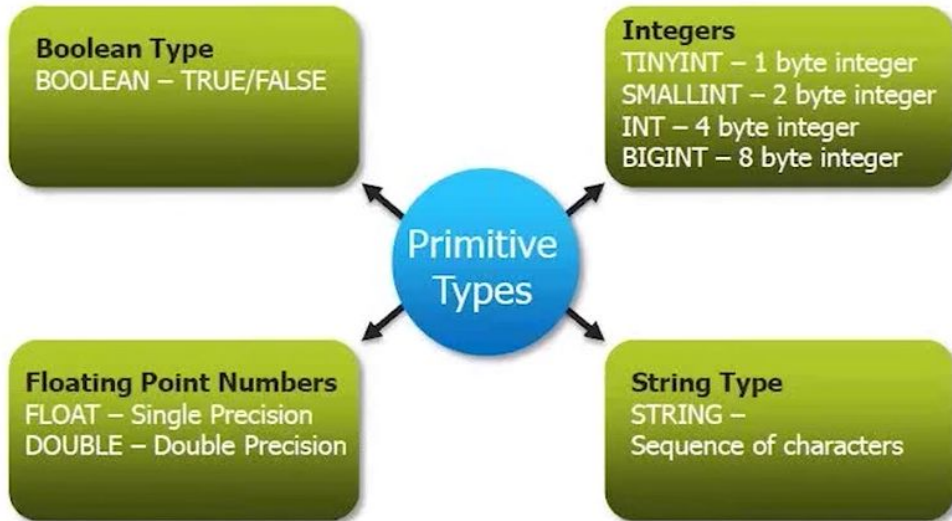 Boolean Type
BOOLEAN – TRUE/FALSE
Integers
TINYINT – 1 byte integer
SMALLINT – 2 byte integer
INT – 4 byte integer
BIGINT – 8 byte integer
Primitive
Types
Floating Point Numbers
FLOAT – Single Precision
DOUBLE – Double Precision
String Type
STRING –
Sequence of characters